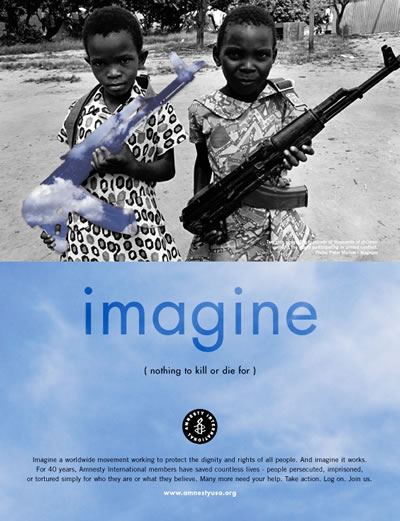 imagine
( nothing to kill or die for )
AMNESTY INTERNATIONAL
Imagine a worldwide movement working to protect the dignity and rights of all people. And imagine it works.
For 40 years, Amnesty International members have saved countless lives - people persecuted, imprisoned,
or tortured simply for who they are or what they believe. Many more need your help. Take action. Log on. Join us.
www.amnestyusa.org